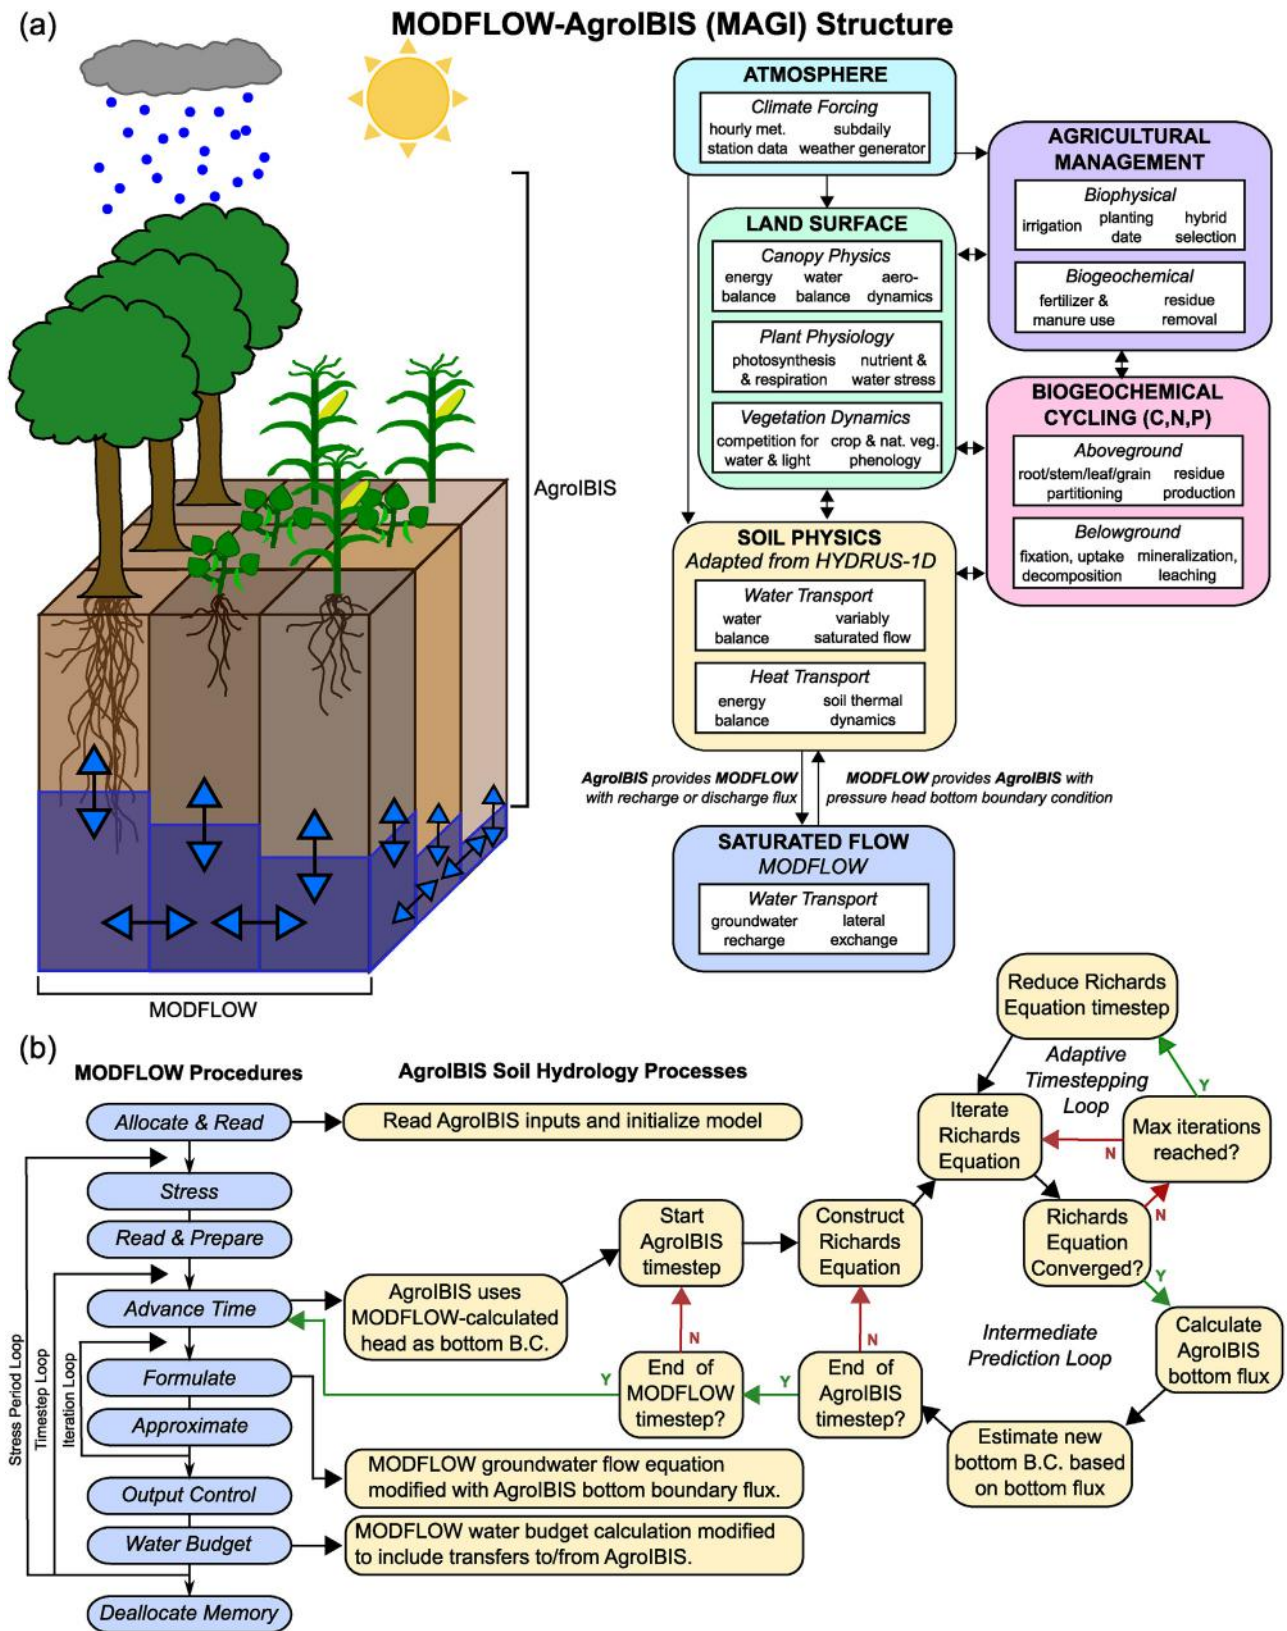 (a)
MODFLOW-AgroIBIS (MAGI) Structure
ATMOSPHERE
Climate Forcing
hourly met. subdaily
station data weather generator
AGRICULTURAL
MANAGEMENT
Biophysical
irrigation planting hybrid
date selection
Biogeochemical
fertilizer & residue
manure use removal
LAND SURFACE
Canopy Physics
energy water aero-
balance balance dynamics
Plant Physiology
photosynthesis nutrient &
& respiration water stress
Vegetation Dynamics
competition for crop & nat. veg.
water & light phenology
BIOGEOCHEMICAL
CYCLING (C,N,P)
Aboveground
root/stem/leaf/grain residue
partitioning production
Belowground
fixation, uptake mineralization,
decomposition leaching
AgroIBIS
SOIL PHYSICS
Adapted from HYDRUS-1D
Water Transport
water variably
balance saturated flow
Heat Transport
energy soil thermal
balance dynamics
AgroIBIS provides MODFLOW
with recharge or discharge flux
MODFLOW provides AgroIBIS with
pressure head bottom boundary condition
SATURATED FLOW
MODFLOW
Water Transport
groundwater lateral
recharge exchange
MODFLOW
(b)
MODFLOW Procedures
AgroIBIS Soil Hydrology Processes
Allocate & Read
Stress
Read & Prepare
Advance Time
Formulate
Approximate
Output Control
Water Budget
Deallocate Memory
Stress Period Loop
Timestep Loop
Iteration Loop
Read AgroIBIS inputs and initialize model
AgroIBIS uses
MODFLOW-calculated
head as bottom B.C.
Start
AgroIBIS
timestep
Construct
Richards
Equation
Iterate
Richards
Equation
Reduce Richards
Equation timestep
Adaptive
Timestepping
Loop
Y
Max iterations
reached?
N
Richards
Equation
Converged?
N
Y
Calculate
AgroIBIS
bottom flux
Intermediate
Prediction Loop
Estimate new
bottom B.C. based
on bottom flux
End of
AgroIBIS
timestep?
N
Y
End of
MODFLOW
timestep?
N
Y
MODFLOW groundwater flow equation
modified with AgroIBIS bottom boundary flux.
MODFLOW water budget calculation modified
to include transfers to/from AgroIBIS.